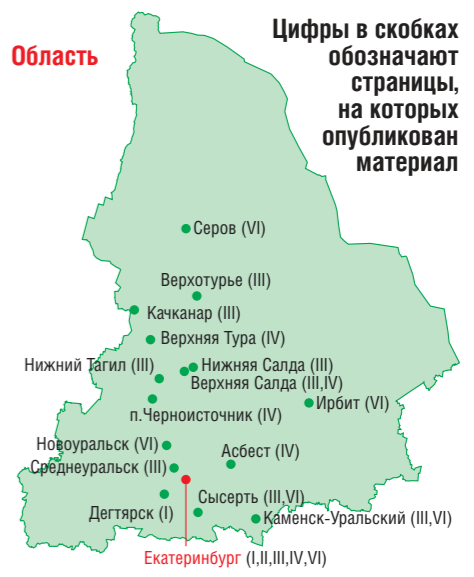 Область
Цифры в скобках
обозначают
страницы,
на которых
опубликован
материал
Серов (VI)
Верхотурье (III)
Качканар (III)
Верхняя Тура (IV)
Нижний Тагил (III)
Нижняя Салда (III)
Верхняя Салда (III,IV)
Ирбит (VI)
п.Черноисточник (IV)
Новоуральск (VI)
Асбест (IV)
Среднеуральск (III)
Дегтярск (I)
Сысерть (III,VI)
Каменск-Уральский (III,VI)
Екатеринбург (I,II,III,IV,VI)